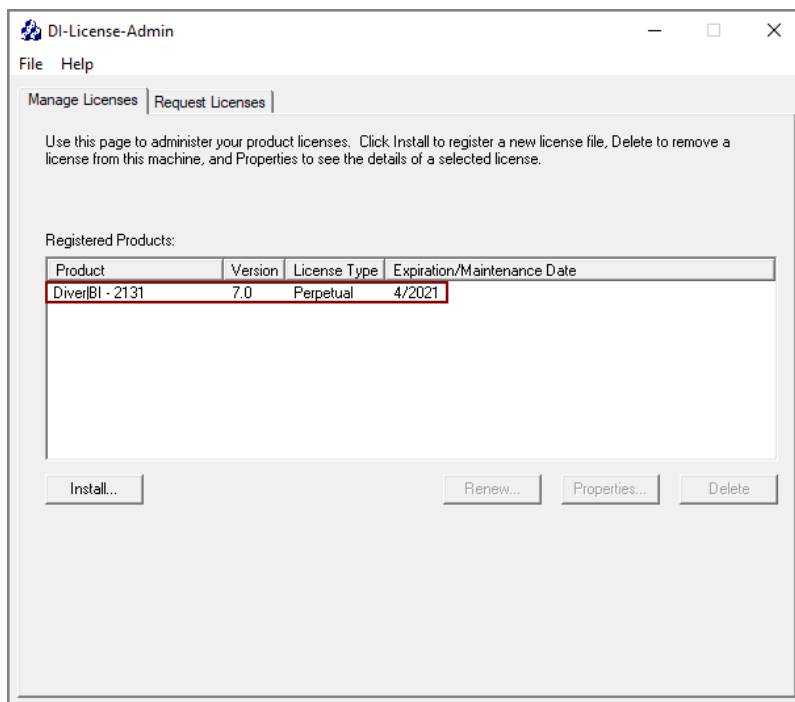 DI-License-Admin
File Help
Manage Licenses Request Licenses
Use this page to administer your product licenses. Click Install to register a new license file, Delete to remove a
license from this machine, and Properties to see the details of a selected license.
Registered Products:
Product Version License Type Expiration/Maintenance Date
Diver|BI - 2131 7.0 Perpetual 4/2021
Install... Renew... Properties... Delete